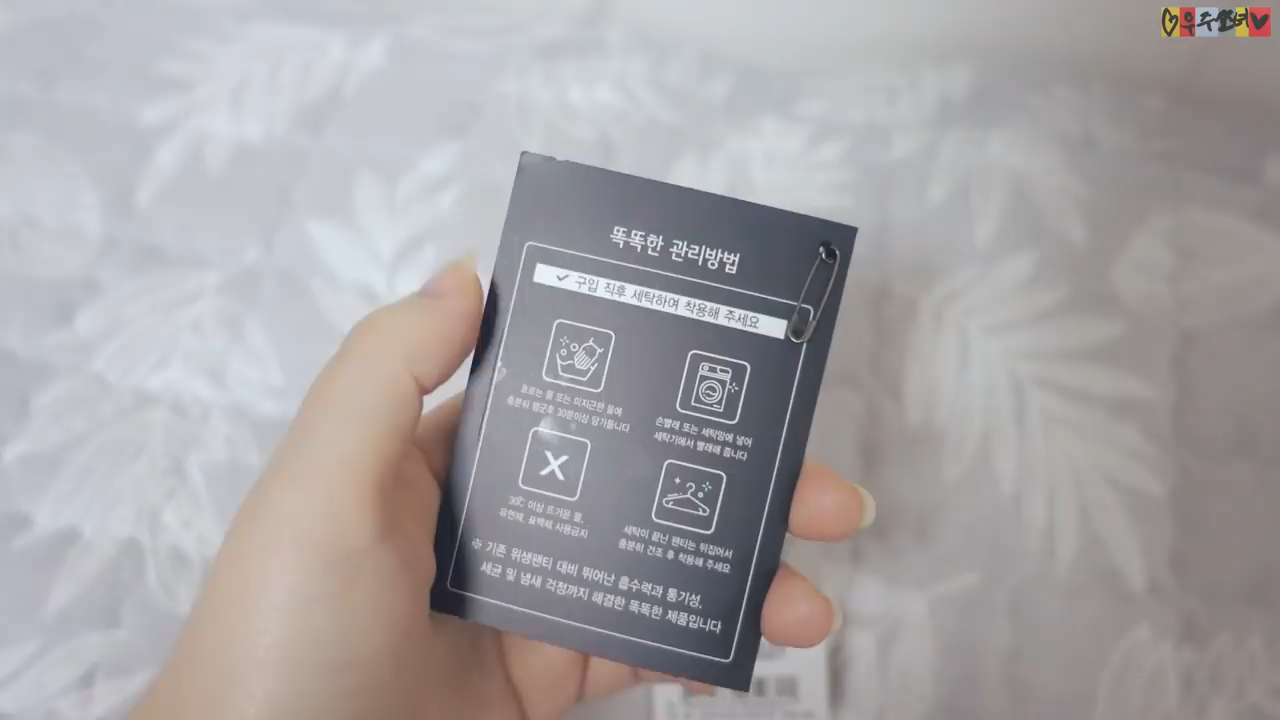 우주쏘녀
똑똑한 관리방법
구입 직후 세탁하여 착용해 주세요
흐르는 물 또는 미지근한 물에
충분히 헹군후 30분이상 담가둡니다
손빨래 또는 세탁망에 넣어
세탁기에서 빨래해 줍니다
X
30℃ 이상 뜨거운 물,
유연제, 표백제 사용금지
세탁이 끝난 팬티는 뒤집어서
충분히 건조 후 착용해 주세요
※ 기존 위생팬티 대비 뛰어난 흡수력과 통기성,
세균 및 냄새 걱정까지 해결한 똑똑한 제품입니다